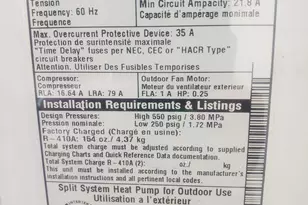 Tension
Frequency: 60 Hz
Frequency
Min Circuit Ampacity: 21.8 A
Capacité d'ampérage monimale
Max. Overcurrent Protective Device: 35 A
Protection de surintensité maximale
"Time Delay" fuses per NEC, CEC or "HACR Type"
circuit breakers
Attention. Utiliser Des Fusibles Temporises
Compressor:
Compresseur:
RLA: 16.64 A LRA: 79 A
Outdoor Fan Motor:
Moteur du ventilateur extérieur
FLA: 1 A HP: 0.25
Installation Requirements & Listings
Design Pressures: High 550 psig / 3.80 MPa
Pression nominale: Low 250 psig / 1.72 MPa
Factory Charged (Chargé en usine):
R-410A: 154 oz/ 4.37 kg
Total system charge must be adjusted according to supplied
Charging Charts and Quick Reference Data documentation.
Total System Charge R-410A (2): oz/ kg
This unit must be installed according to the manufacturer's
installation instructions and all pertinent local codes.
Split System Heat Pump for Outdoor Use
Utilisation a l'extérieur